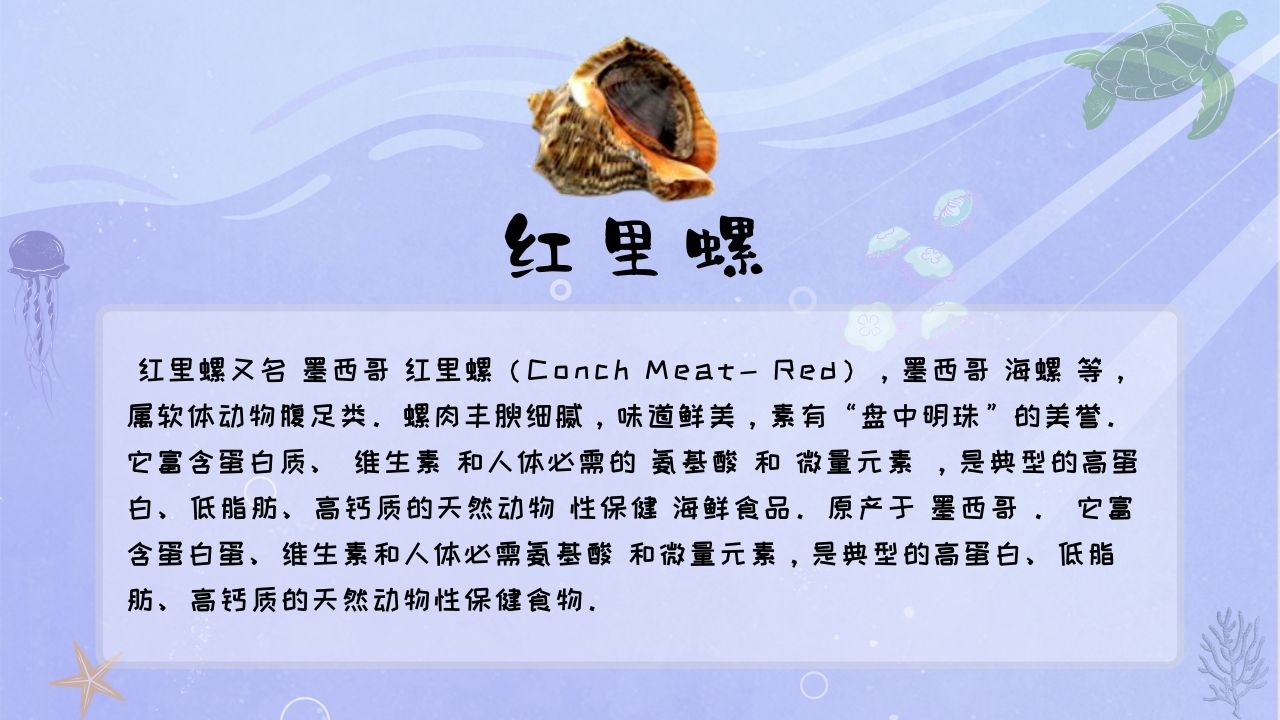 红里螺
红里螺又名 墨西哥 红里螺（Conch Meat- Red），墨西哥 海螺 等，
属软体动物腹足类．螺肉丰腴细腻，味道鲜美，素有“盘中明珠”的美誉．
它富含蛋白质、 维生素 和人体必需的 氨基酸 和 微量元素 ，是典型的高蛋
白、低脂肪、高钙质的天然动物 性保健 海鲜食品．原产于 墨西哥 ． 它富
含蛋白蛋、维生素和人体必需氨基酸 和微量元素，是典型的高蛋白、低脂
肪、高钙质的天然动物性保健食物．